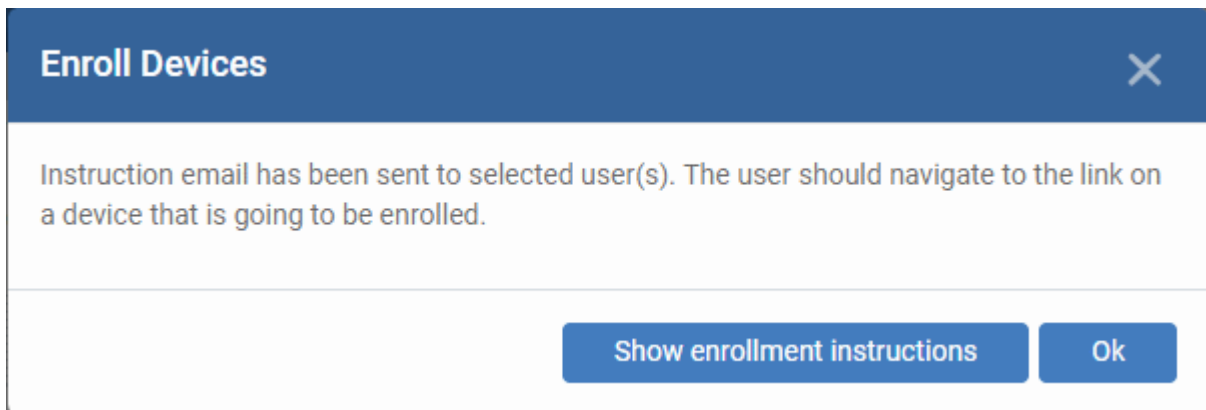 Enroll Devices
Instruction email has been sent to selected user(s). The user should navigate to the link on
a device that is going to be enrolled.
Show enrollment instructions
Ok